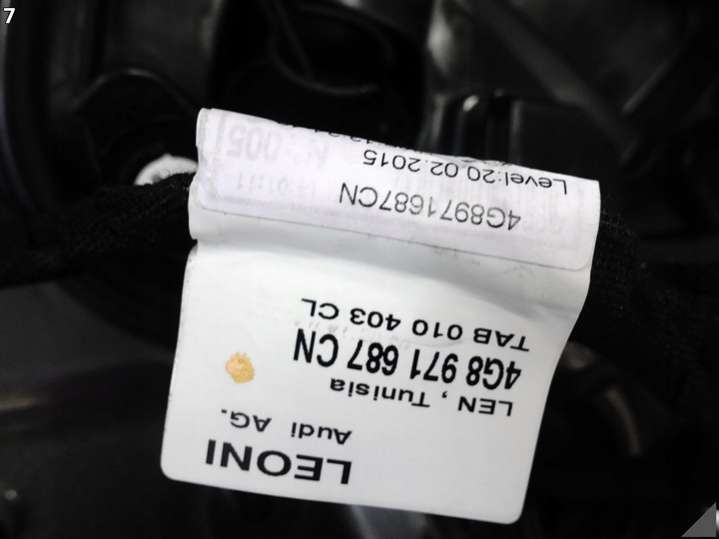 7
LEONI
Audi AG.
LEN , Tunisia
4G8 971 687 CN
TAB 010 403 CL
4G8971687CN
Level:20.02.2015